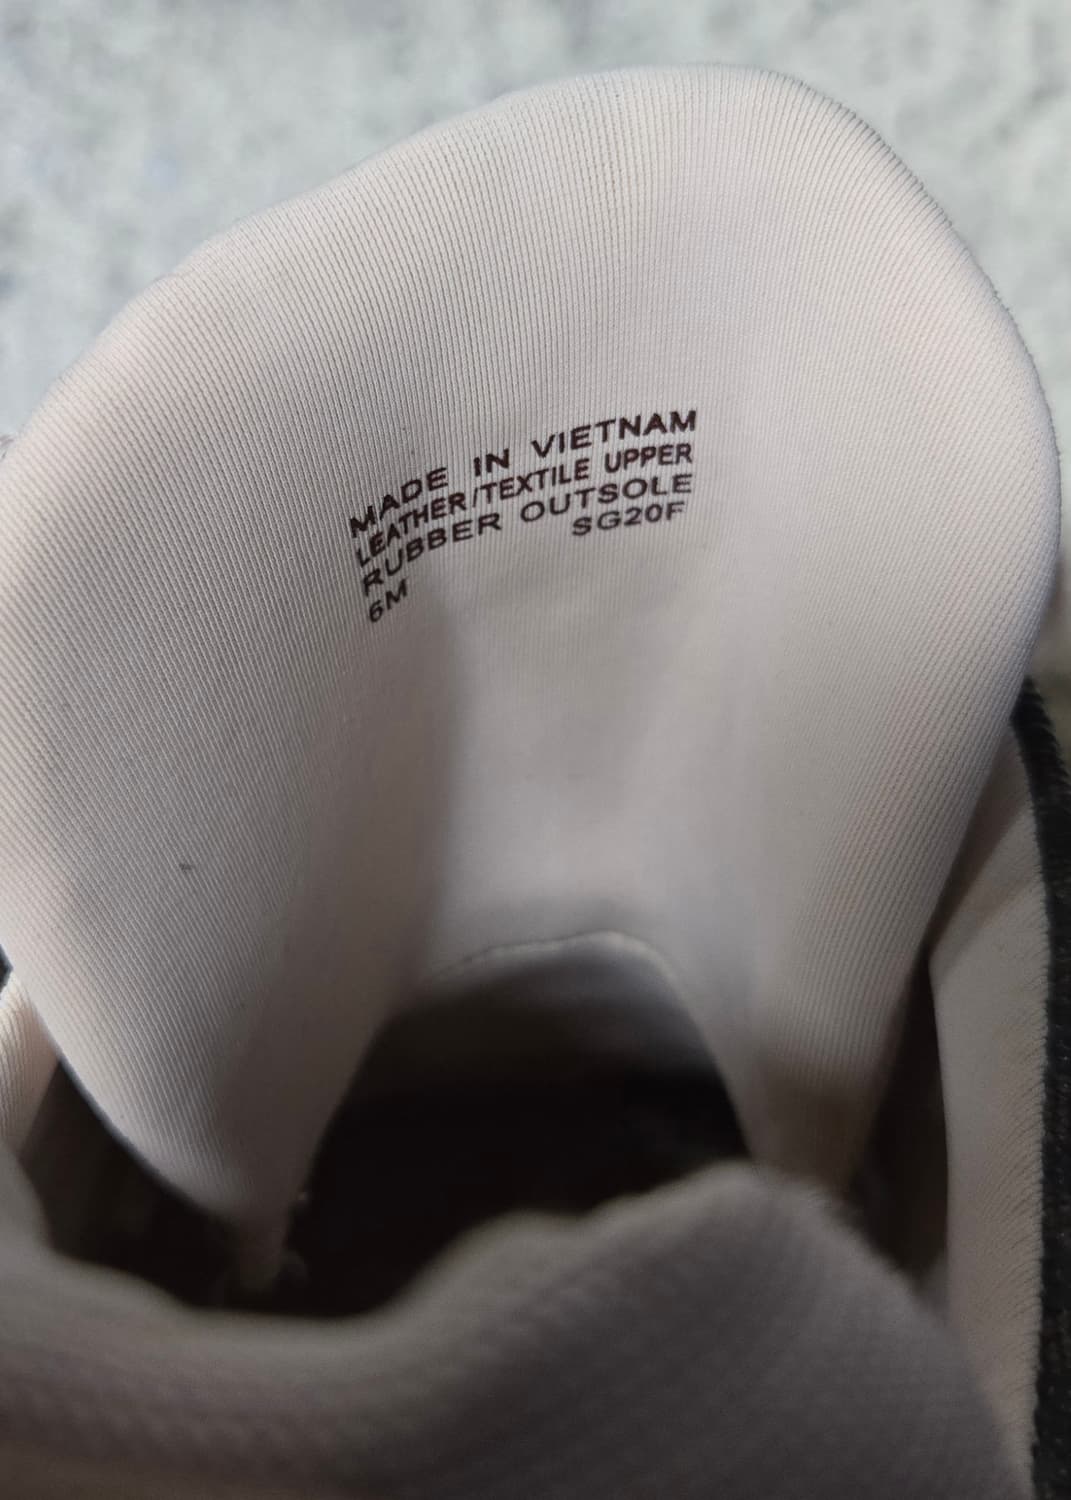 MADE IN VIETNAM
LEATHER/TEXTILE UPPER
RUBBER OUTSOLE
6M SG20F